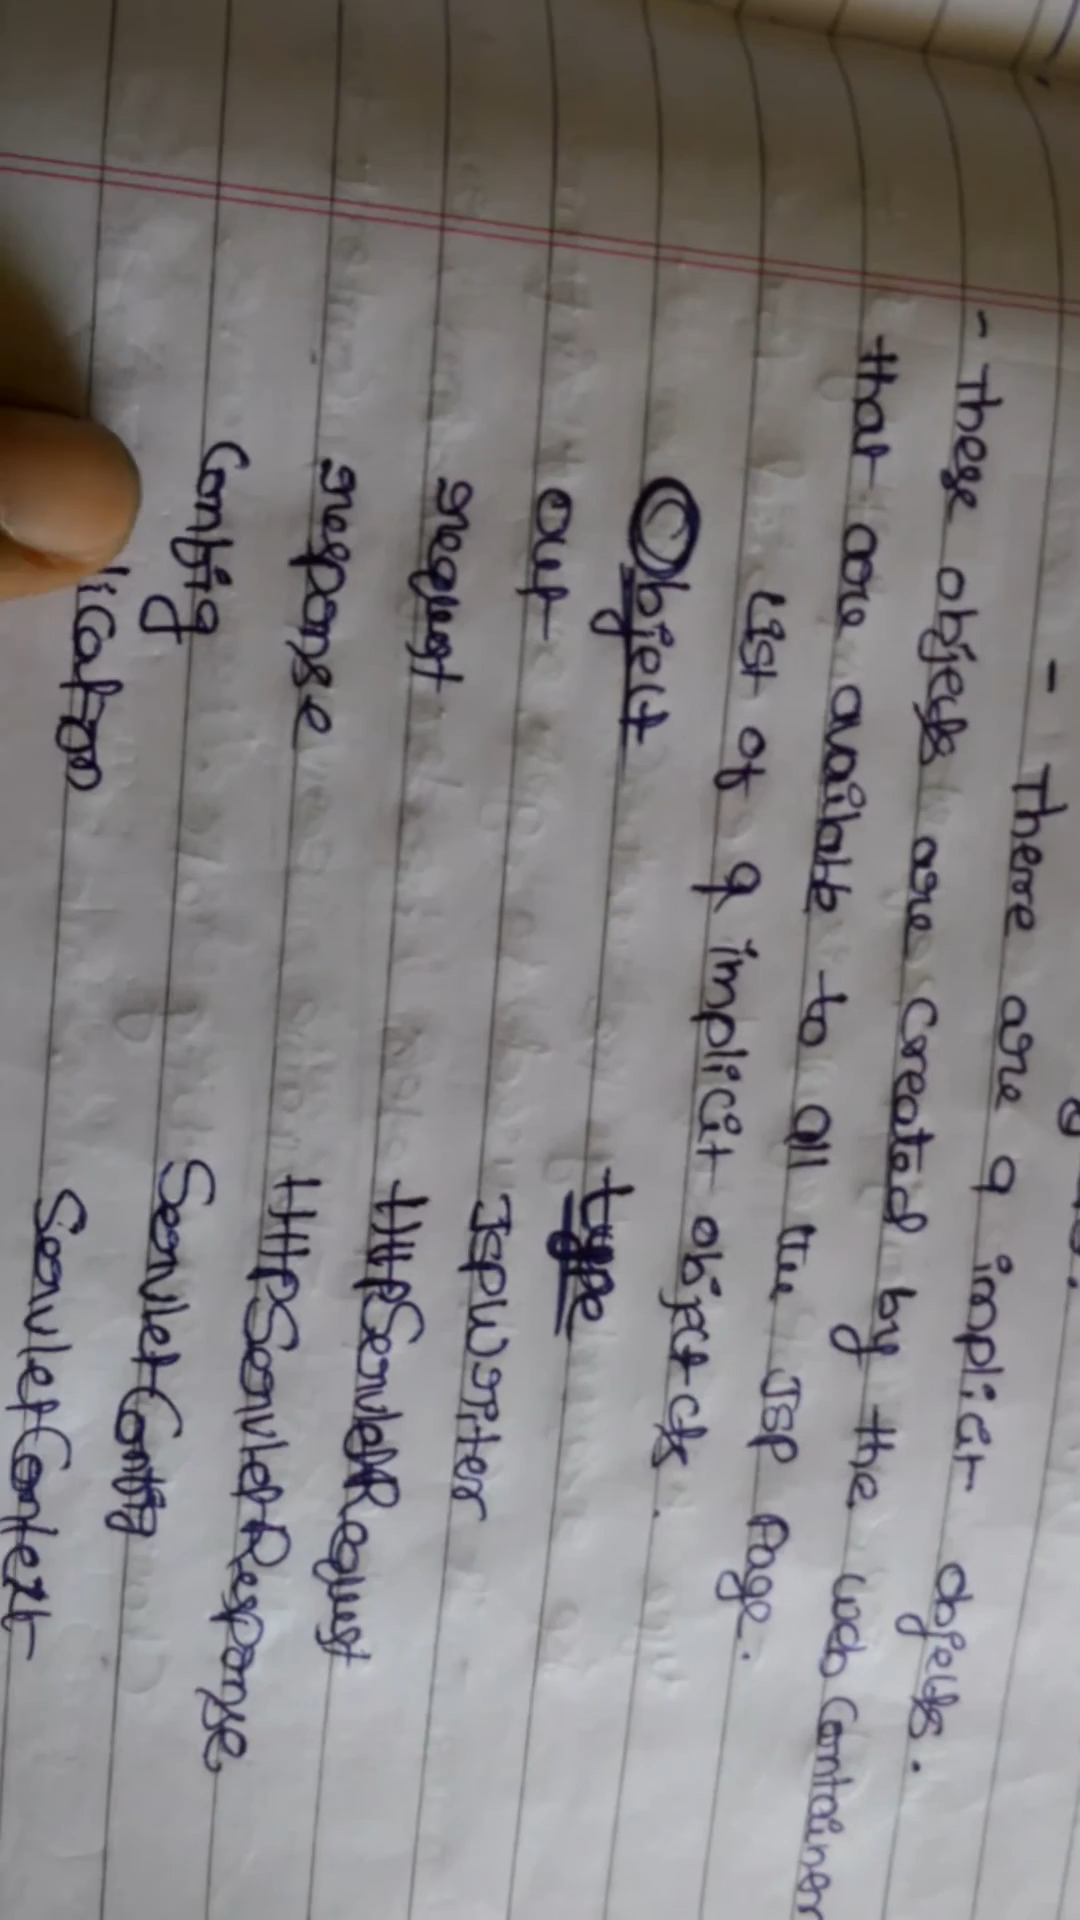 - There are 9 implicit objects.
- These objects are created by the web container
that are available to all the JSP Page.
List of 9 implicit objects.
Object type
out JSPWriter
request HttpServletRequest
response HttpServletResponse
Config ServletConfig
lication ServletContext